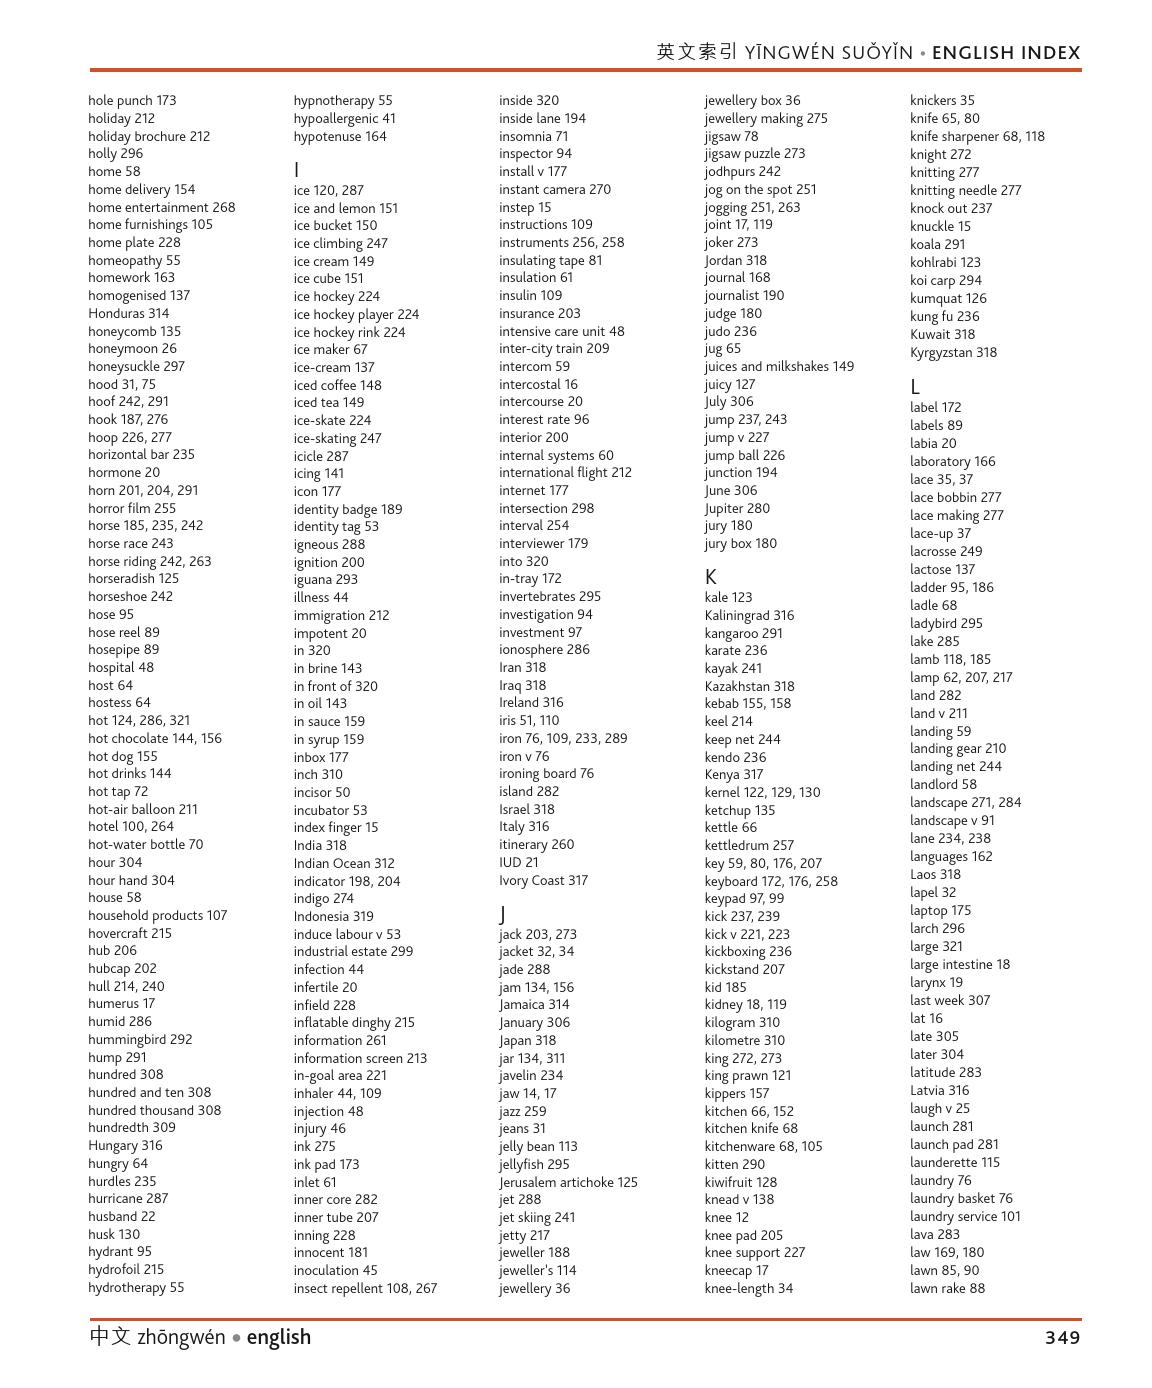 英文索引 YĪNGWÉN SUǑYǏN • ENGLISH INDEX
hole punch 173
holiday 212
holiday brochure 212
holly 296
home 58
home delivery 154
home entertainment 268
home furnishings 105
home plate 228
homeopathy 55
homework 163
homogenised 137
Honduras 314
honeycomb 135
honeymoon 26
honeysuckle 297
hood 31, 75
hoof 242, 291
hook 187, 276
hoop 226, 277
horizontal bar 235
hormone 20
horn 201, 204, 291
horror film 255
horse 185, 235, 242
horse race 243
horse riding 242, 263
horseradish 125
horseshoe 242
hose 95
hose reel 89
hosepipe 89
hospital 48
host 64
hostess 64
hot 124, 286, 321
hot chocolate 144, 156
hot dog 155
hot drinks 144
hot tap 72
hot-air balloon 211
hotel 100, 264
hot-water bottle 70
hour 304
hour hand 304
house 58
household products 107
hovercraft 215
hub 206
hubcap 202
hull 214, 240
humerus 17
humid 286
hummingbird 292
hump 291
hundred 308
hundred and ten 308
hundred thousand 308
hundredth 309
Hungary 316
hungry 64
hurdles 235
hurricane 287
husband 22
husk 130
hydrant 95
hydrofoil 215
hydrotherapy 55
hypnotherapy 55
hypoallergenic 41
hypotenuse 164
I
ice 120, 287
ice and lemon 151
ice bucket 150
ice climbing 247
ice cream 149
ice cube 151
ice hockey 224
ice hockey player 224
ice hockey rink 224
ice maker 67
ice-cream 137
iced coffee 148
iced tea 149
ice-skate 224
ice-skating 247
icicle 287
icing 141
icon 177
identity badge 189
identity tag 53
igneous 288
ignition 200
iguana 293
illness 44
immigration 212
impotent 20
in 320
in brine 143
in front of 320
in oil 143
in sauce 159
in syrup 159
inbox 177
inch 310
incisor 50
incubator 53
index finger 15
India 318
Indian Ocean 312
indicator 198, 204
indigo 274
Indonesia 319
induce labour v 53
industrial estate 299
infection 44
infertile 20
infield 228
inflatable dinghy 215
information 261
information screen 213
in-goal area 221
inhaler 44, 109
injection 48
injury 46
ink 275
ink pad 173
inlet 61
inner core 282
inner tube 207
inning 228
innocent 181
inoculation 45
insect repellent 108, 267
inside 320
inside lane 194
insomnia 71
inspector 94
install v 177
instant camera 270
instep 15
instructions 109
instruments 256, 258
insulating tape 81
insulation 61
insulin 109
insurance 203
intensive care unit 48
inter-city train 209
intercom 59
intercostal 16
intercourse 20
interest rate 96
interior 200
internal systems 60
international flight 212
internet 177
intersection 298
interval 254
interviewer 179
into 320
in-tray 172
invertebrates 295
investigation 94
investment 97
ionosphere 286
Iran 318
Iraq 318
Ireland 316
iris 51, 110
iron 76, 109, 233, 289
iron v 76
ironing board 76
island 282
Israel 318
Italy 316
itinerary 260
IUD 21
Ivory Coast 317
J
jack 203, 273
jacket 32, 34
jade 288
jam 134, 156
Jamaica 314
January 306
Japan 318
jar 134, 311
javelin 234
jaw 14, 17
jazz 259
jeans 31
jelly bean 113
jellyfish 295
Jerusalem artichoke 125
jet 288
jet skiing 241
jetty 217
jeweller 188
jeweller's 114
jewellery 36
jewellery box 36
jewellery making 275
jigsaw 78
jigsaw puzzle 273
jodhpurs 242
jog on the spot 251
jogging 251, 263
joint 17, 119
joker 273
Jordan 318
journal 168
journalist 190
judge 180
judo 236
jug 65
juices and milkshakes 149
juicy 127
July 306
jump 237, 243
jump v 227
jump ball 226
junction 194
June 306
Jupiter 280
jury 180
jury box 180
K
kale 123
Kaliningrad 316
kangaroo 291
karate 236
kayak 241
Kazakhstan 318
kebab 155, 158
keel 214
keep net 244
kendo 236
Kenya 317
kernel 122, 129, 130
ketchup 135
kettle 66
kettledrum 257
key 59, 80, 176, 207
keyboard 172, 176, 258
keypad 97, 99
kick 237, 239
kick v 221, 223
kickboxing 236
kickstand 207
kid 185
kidney 18, 119
kilogram 310
kilometre 310
king 272, 273
king prawn 121
kippers 157
kitchen 66, 152
kitchen knife 68
kitchenware 68, 105
kitten 290
kiwifruit 128
knead v 138
knee 12
knee pad 205
knee support 227
kneecap 17
knee-length 34
knickers 35
knife 65, 80
knife sharpener 68, 118
knight 272
knitting 277
knitting needle 277
knock out 237
knuckle 15
koala 291
kohlrabi 123
koi carp 294
kumquat 126
kung fu 236
Kuwait 318
Kyrgyzstan 318
L
label 172
labels 89
labia 20
laboratory 166
lace 35, 37
lace bobbin 277
lace making 277
lace-up 37
lacrosse 249
lactose 137
ladder 95, 186
ladle 68
ladybird 295
lake 285
lamb 118, 185
lamp 62, 207, 217
land 282
land v 211
landing 59
landing gear 210
landing net 244
landlord 58
landscape 271, 284
landscape v 91
lane 234, 238
languages 162
Laos 318
lapel 32
laptop 175
larch 296
large 321
large intestine 18
larynx 19
last week 307
lat 16
late 305
later 304
latitude 283
Latvia 316
laugh v 25
launch 281
launch pad 281
launderette 115
laundry 76
laundry basket 76
laundry service 101
lava 283
law 169, 180
lawn 85, 90
lawn rake 88
中文 zhōngwén • english
349